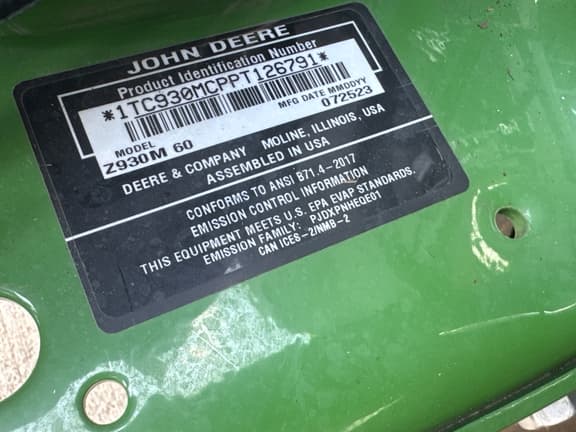 JOHN DEERE
Product Identification Number
*1TC930MCPPT126791*
MODEL
Z930M 60
MFG DATE MMDDYY
072523
DEERE & COMPANY MOLINE, ILLINOIS, USA
ASSEMBLED IN USA
CONFORMS TO ANSI B71.4-2017
EMISSION CONTROL INFORMATION
THIS EQUIPMENT MEETS U.S. EPA EVAP STANDARDS.
EMISSION FAMILY: PJDXPNHEQE01
CAN ICES-2/NMB-2